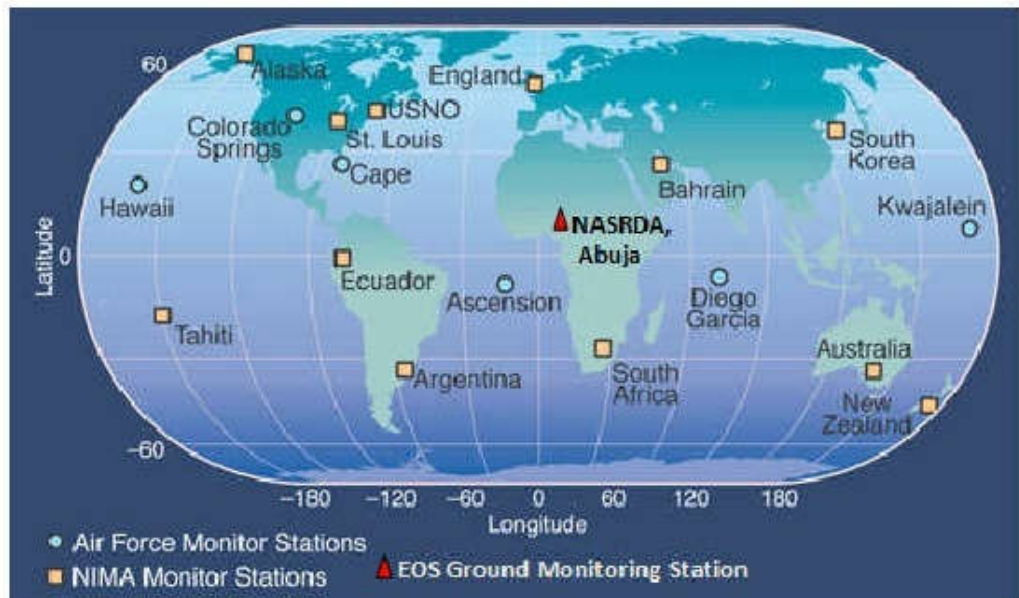 60
Alaska
England
USNO
Colorado
Springs
St. Louis
South
Korea
Cape
Bahrain
Hawaii
Kwajalein
NASRDA,
Abuja
Latitude
0
Ecuador
Ascension
Diego
Garcia
Tahiti
Australia
Argentina
South
Africa
New
Zealand
-60
-180 -120 -60 0 60 120 180
Longitude
Air Force Monitor Stations
NIMA Monitor Stations
EOS Ground Monitoring Station